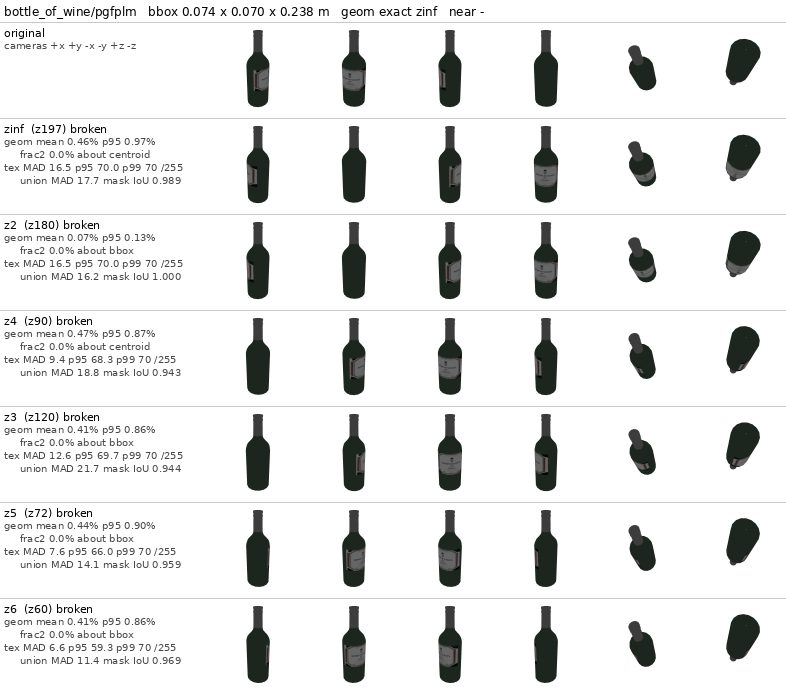 bottle_of_wine/pgfplm   bbox 0.074 x 0.070 x 0.238 m   geom exact zinf   near -
original
cameras +x +y -x -y +z -z
zinf  (z197) broken
geom mean 0.46% p95 0.97%
frac2 0.0% about centroid
tex MAD 16.5 p95 70.0 p99 70 /255
union MAD 17.7 mask IoU 0.989
z2  (z180) broken
geom mean 0.07% p95 0.13%
frac2 0.0% about bbox
tex MAD 16.5 p95 70.0 p99 70 /255
union MAD 16.2 mask IoU 1.000
z4  (z90) broken
geom mean 0.47% p95 0.87%
frac2 0.0% about centroid
tex MAD 9.4 p95 68.3 p99 70 /255
union MAD 18.8 mask IoU 0.943
z3  (z120) broken
geom mean 0.41% p95 0.86%
frac2 0.0% about bbox
tex MAD 12.6 p95 69.7 p99 70 /255
union MAD 21.7 mask IoU 0.944
z5  (z72) broken
geom mean 0.44% p95 0.90%
frac2 0.0% about bbox
tex MAD 7.6 p95 66.0 p99 70 /255
union MAD 14.1 mask IoU 0.959
z6  (z60) broken
geom mean 0.41% p95 0.86%
frac2 0.0% about bbox
tex MAD 6.6 p95 59.3 p99 70 /255
union MAD 11.4 mask IoU 0.969